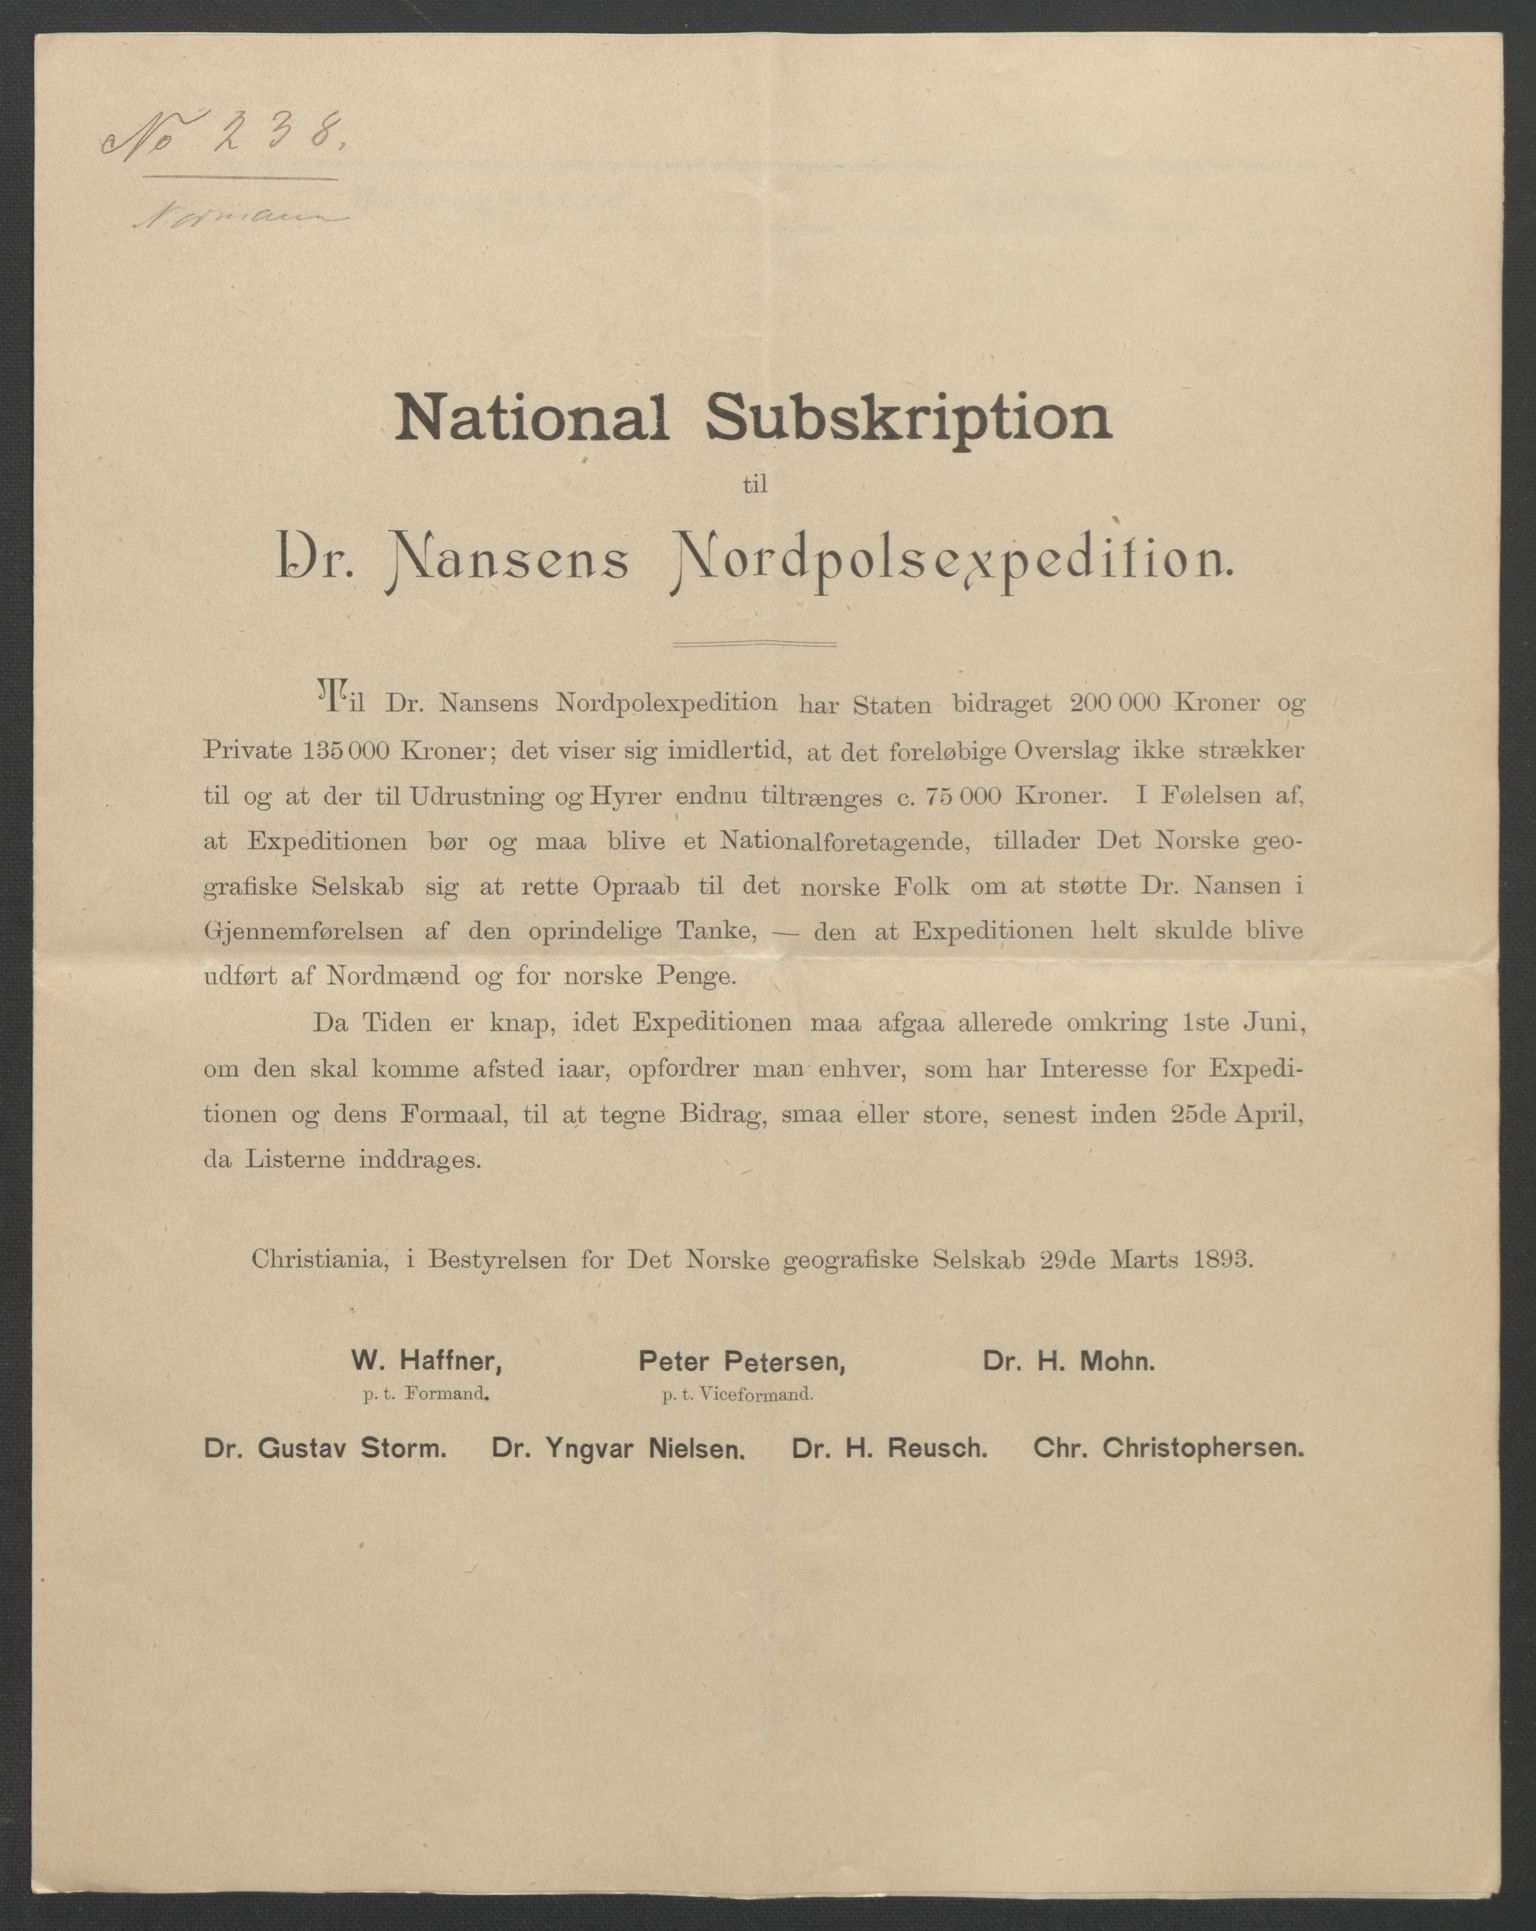 No 238.
Normann
National Subskription
til
Dr. Nansens Nordpolsexpedition.
Til Dr. Nansens Nordpolexpedition har Staten bidraget 200 000 Kroner og
Private 135 000 Kroner; det viser sig imidlertid, at det foreløbige Overslag ikke strækker
til og at der til Udrustning og Hyrer endnu tiltrænges c. 75 000 Kroner. I Følelsen af,
at Expeditionen bør og maa blive et Nationalforetagende, tillader Det Norske geo-
grafiske Selskab sig at rette Opraab til det norske Folk om at støtte Dr. Nansen i
Gjennemførelsen af den oprindelige Tanke, — den at Expeditionen helt skulde blive
udført af Nordmænd og for norske Penge.
Da Tiden er knap, idet Expeditionen maa afgaa allerede omkring 1ste Juni,
om den skal komme afsted iaar, opfordrer man enhver, som har Interesse for Expedi-
tionen og dens Formaal, til at tegne Bidrag, smaa eller store, senest inden 25de April,
da Listerne inddrages.
Christiania, i Bestyrelsen for Det Norske geografiske Selskab 29de Marts 1893.
W. Haffner, Peter Petersen, Dr. H. Mohn.
p. t. Formand. p. t. Viceformand.
Dr. Gustav Storm. Dr. Yngvar Nielsen. Dr. H. Reusch. Chr. Christophersen.